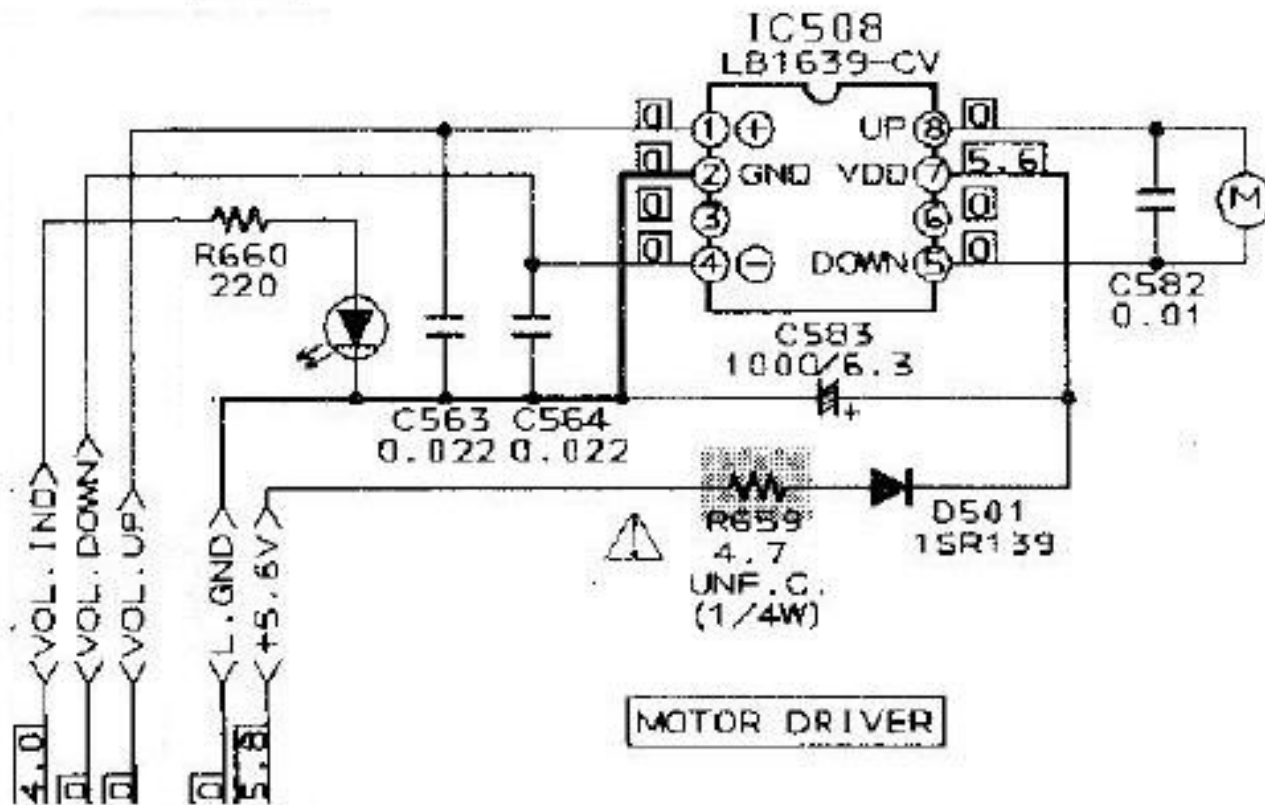 IC508
LB1639-CV
0
1 +
UP 8
0
0
2 GND
VDD 7
5.6
0
3
6
0
0
4 −
DOWN 5
0
M
R660
220
C582
0.01
C583
1000/6.3
+
C563
0.022
C564
0.022
R659
4.7
UNF.C.
(1/4W)
D501
1SR139
VOL.IND
VOL.DOWN
VOL.UP
L.GND
+5.6V
4.0
0
0
0
5.8
MOTOR DRIVER